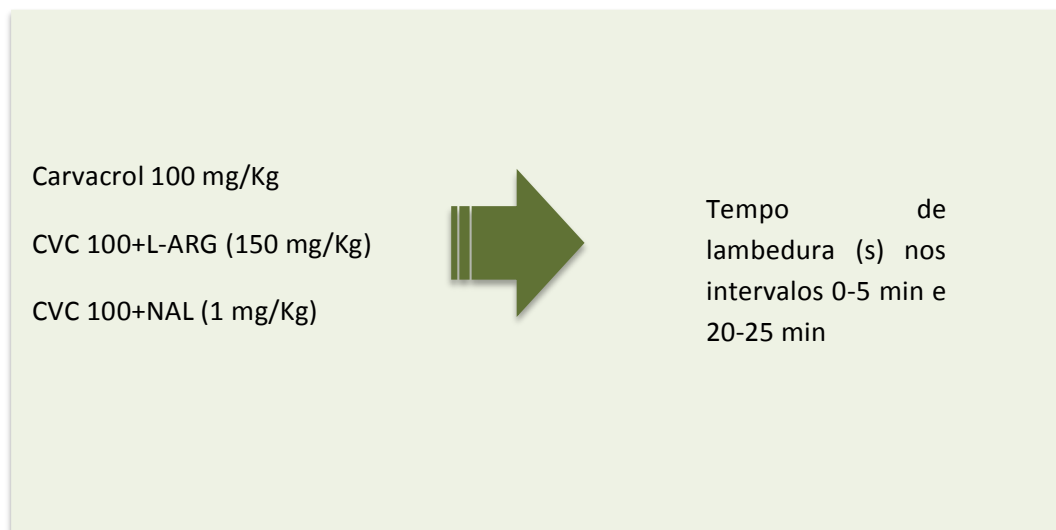 Carvacrol 100 mg/Kg
CVC 100+L-ARG (150 mg/Kg)
CVC 100+NAL (1 mg/Kg)
Tempo de
lambedura (s) nos
intervalos 0-5 min e
20-25 min